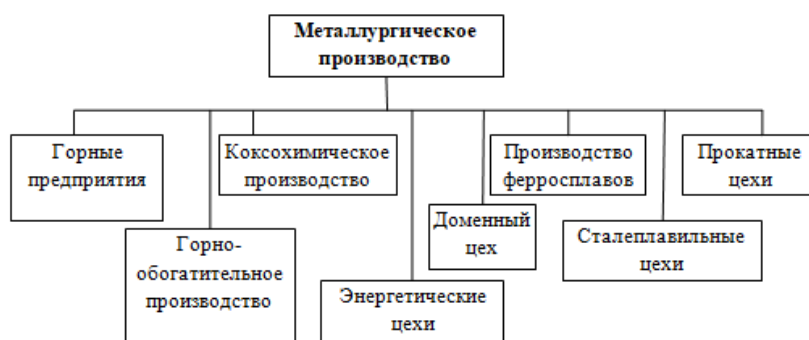 Металлургическое
производство
Горные
предприятия
Коксохимическое
производство
Производство
ферросплавов
Прокатные
цехи
Доменный
цех
Сталеплавильные
цехи
Горно-
обогатительное
производство
Энергетические
цехи